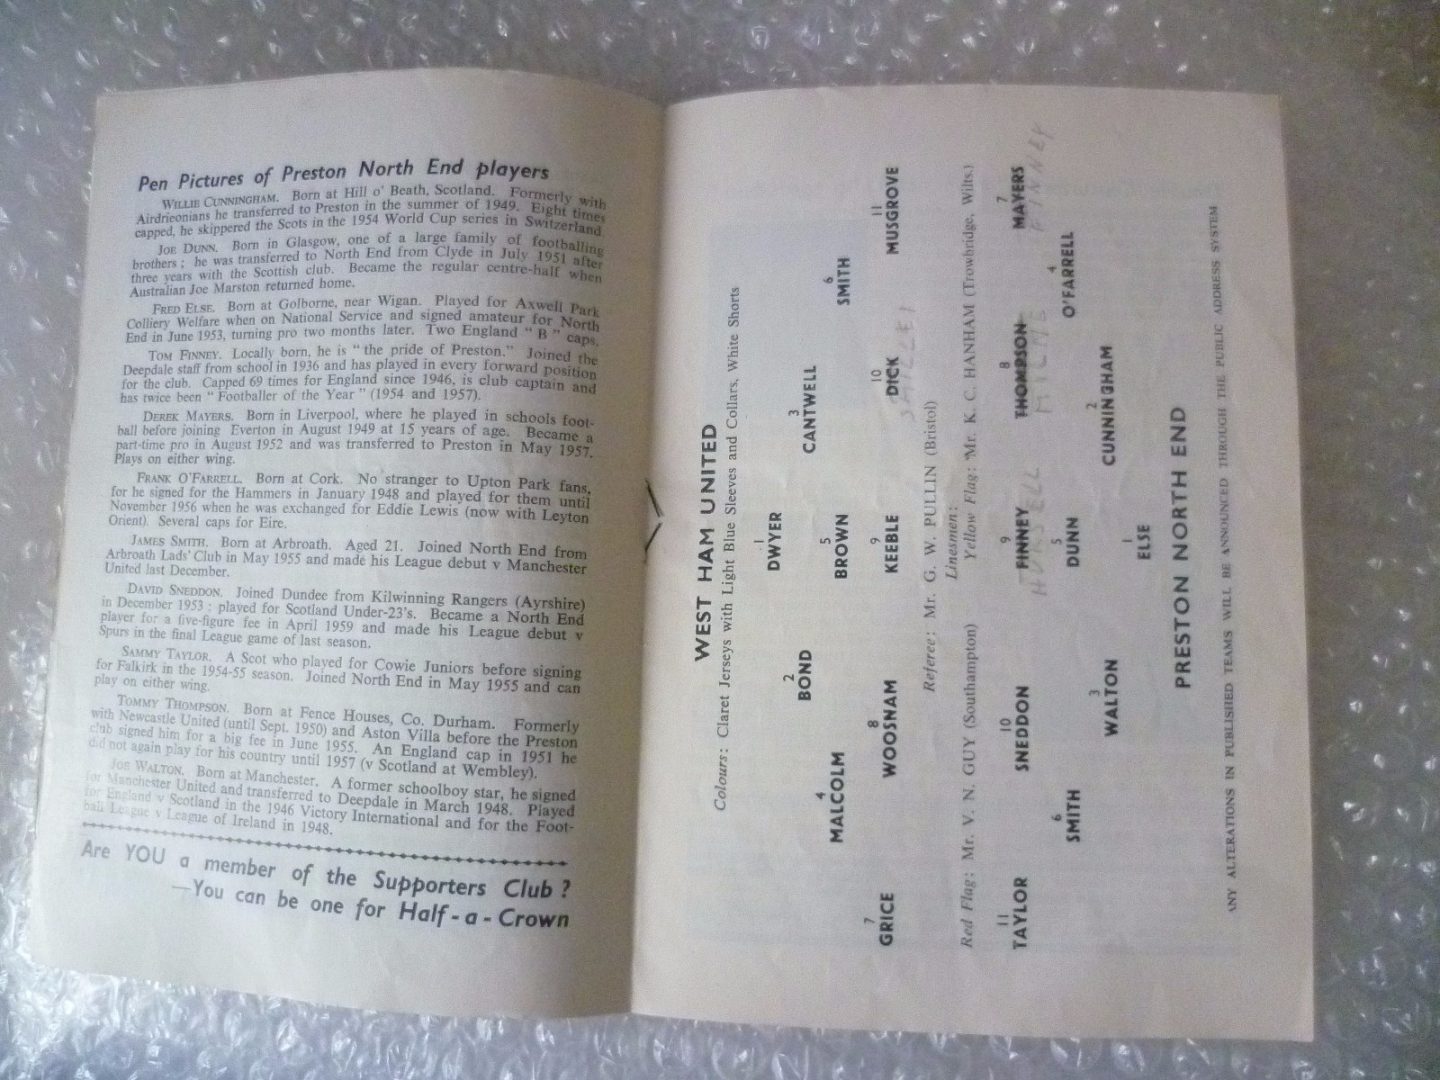 Pen Pictures of Preston North End players
WILLIE CUNNINGHAM. Born at Hill o' Beath, Scotland. Formerly with
Airdrieonians he transferred to Preston in the summer of 1949. Eight times
capped, he skippered the Scots in the 1954 World Cup series in Switzerland.
JOE DUNN. Born in Glasgow, one of a large family of footballing
brothers; he was transferred to North End from Clyde in July 1951 after
three years with the Scottish club. Became the regular centre-half when
Australian Joe Marston returned home.
FRED ELSE. Born at Golborne, near Wigan. Played for Axwell Park
Colliery Welfare when on National Service and signed amateur for North
End in June 1953, turning pro two months later. Two England "B" caps.
TOM FINNEY. Locally born, he is "the pride of Preston." Joined the
Deepdale staff from school in 1936 and has played in every forward position
for the club. Capped 69 times for England since 1946, is club captain and
has twice been "Footballer of the Year" (1954 and 1957).
DEREK MAYERS. Born in Liverpool, where he played in schools foot-
ball before joining Everton in August 1949 at 15 years of age. Became a
part-time pro in August 1952 and was transferred to Preston in May 1957.
Plays on either wing.
FRANK O'FARRELL. Born at Cork. No stranger to Upton Park fans,
for he signed for the Hammers in January 1948 and played for them until
November 1956 when he was exchanged for Eddie Lewis (now with Leyton
Orient). Several caps for Eire.
JAMES SMITH. Born at Arbroath. Aged 21. Joined North End from
Arbroath Lads' Club in May 1955 and made his League debut v Manchester
United last December.
DAVID SNEDDON. Joined Dundee from Kilwinning Rangers (Ayrshire)
in December 1953; played for Scotland Under-23's. Became a North End
player for a five-figure fee in April 1959 and made his League debut v
Spurs in the final League game of last season.
SAMMY TAYLOR. A Scot who played for Cowie Juniors before signing
for Falkirk in the 1954-55 season. Joined North End in May 1955 and can
play on either wing.
TOMMY THOMPSON. Born at Fence Houses, Co. Durham. Formerly
with Newcastle United (until Sept. 1950) and Aston Villa before the Preston
club signed him for a big fee in June 1955. An England cap in 1951 he
did not again play for his country until 1957 (v Scotland at Wembley).
JOE WALTON. Born at Manchester. A former schoolboy star, he signed
for Manchester United and transferred to Deepdale in March 1948. Played
for England v Scotland in the 1946 Victory International and for the Foot-
ball League v League of Ireland in 1948.
Are YOU a member of the Supporters Club?
—You can be one for Half-a-Crown
WEST HAM UNITED
Colours: Claret Jerseys with Light Blue Sleeves and Collars, White Shorts
1
DWYER
2 3
BOND CANTWELL
4 5 6
MALCOLM BROWN SMITH
7 8 9 10 11
GRICE WOOSNAM KEEBLE DICK MUSGROVE
Referee: Mr. G. W. PULLIN (Bristol)
Linesmen:
Red Flag: Mr. V. N. GUY (Southampton) Yellow Flag: Mr. K. C. HANHAM (Trowbridge, Wilts.)
11 10 9 8 7
TAYLOR SNEDDON FINNEY THOMPSON MAYERS
MILNE FINNEY
6 5 4
SMITH DUNN O'FARRELL
3 2
WALTON CUNNINGHAM
1
ELSE
PRESTON NORTH END
ANY ALTERATIONS IN PUBLISHED TEAMS WILL BE ANNOUNCED THROUGH THE PUBLIC ADDRESS SYSTEM